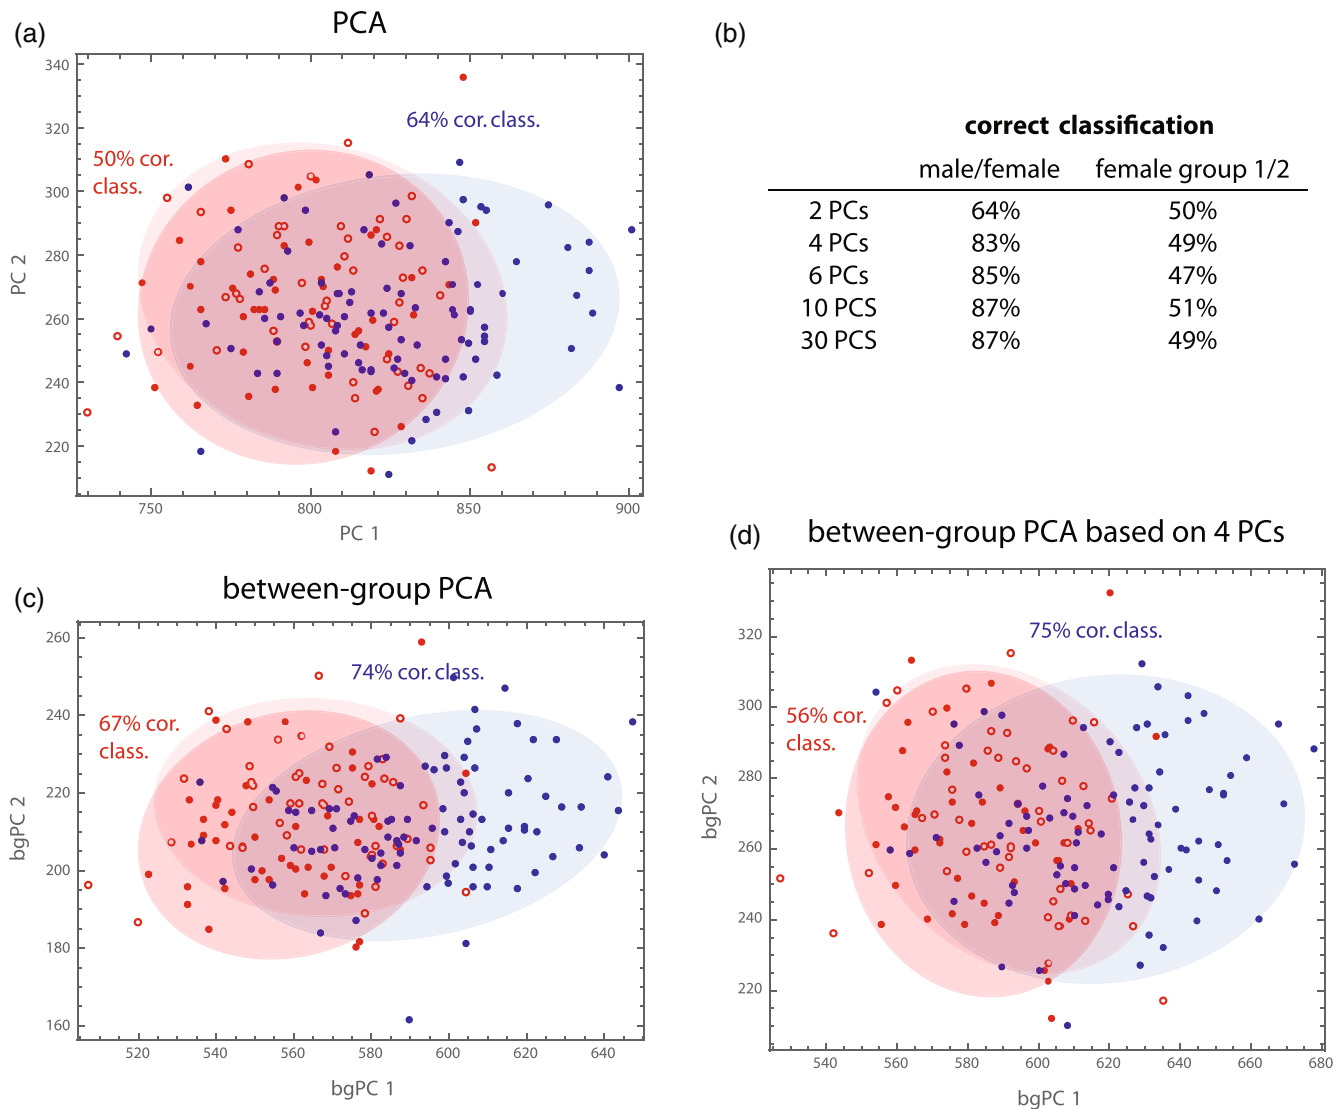 (a)
PCA
340
320
300
280
260
240
220
PC 2
64% cor. class.
50% cor.
class.
750
800
850
900
PC 1
(b)
correct classification
male/female female group 1/2
2 PCs 64% 50%
4 PCs 83% 49%
6 PCs 85% 47%
10 PCS 87% 51%
30 PCS 87% 49%
(c)
between-group PCA
260
240
220
200
180
160
bgPC 2
74% cor. class.
67% cor.
class.
520
540
560
580
600
620
640
bgPC 1
(d)
between-group PCA based on 4 PCs
320
300
280
260
240
220
bgPC 2
75% cor. class.
56% cor.
class.
540
560
580
600
620
640
660
680
bgPC 1